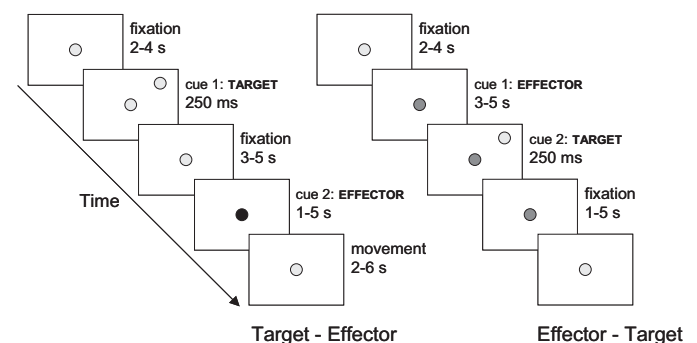 fixation
2-4 s
cue 1: TARGET
250 ms
fixation
3-5 s
cue 2: EFFECTOR
1-5 s
movement
2-6 s
Time
Target - Effector
fixation
2-4 s
cue 1: EFFECTOR
3-5 s
cue 2: TARGET
250 ms
fixation
1-5 s
Effector - Target